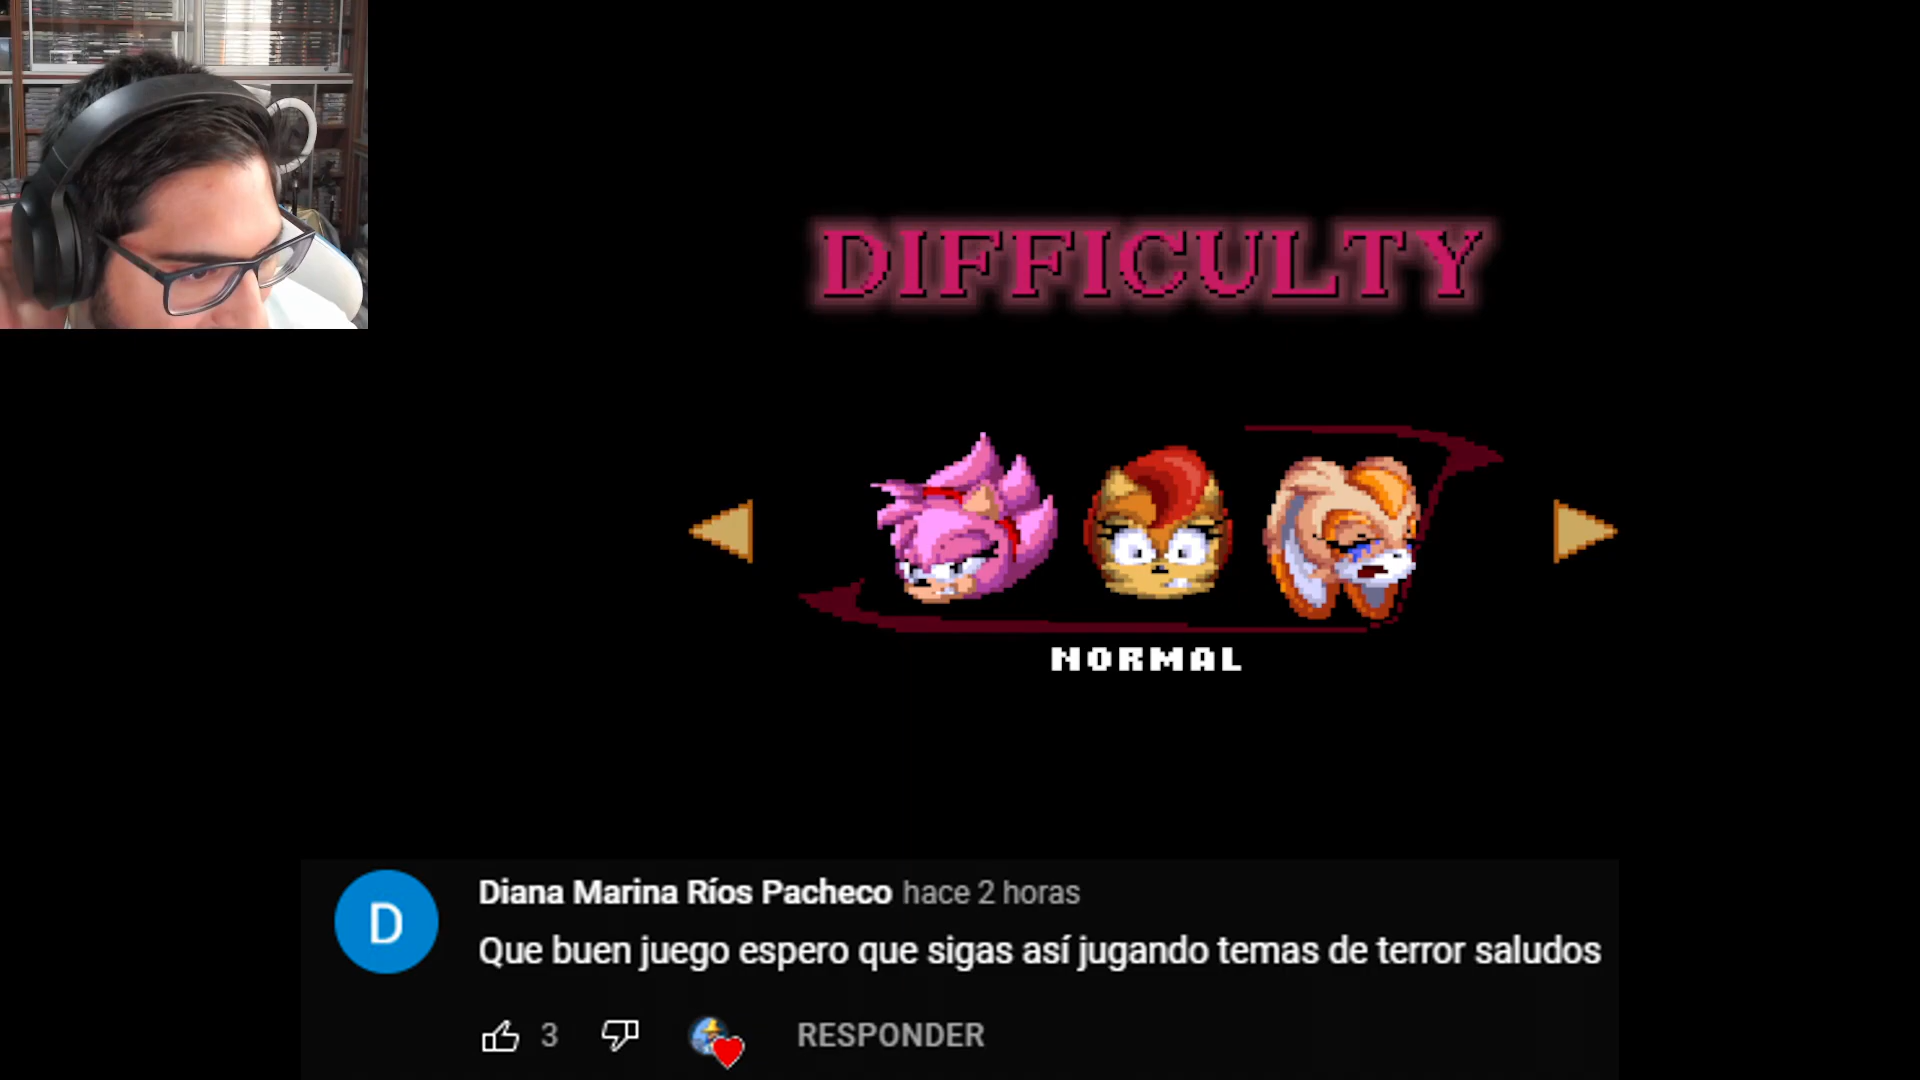 DIFFICULTY
NORMAL
D
Diana Marina Ríos Pacheco hace 2 horas
Que buen juego espero que sigas así jugando temas de terror saludos
3 RESPONDER